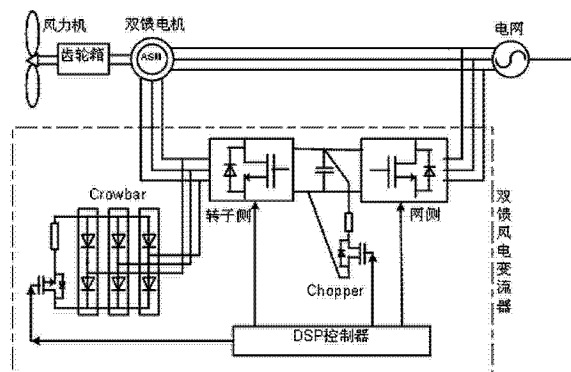 风力机
双馈电机
电网
齿轮箱
ASM
Crowbar
转子侧
网侧
Chopper
DSP控制器
双馈风电变流器